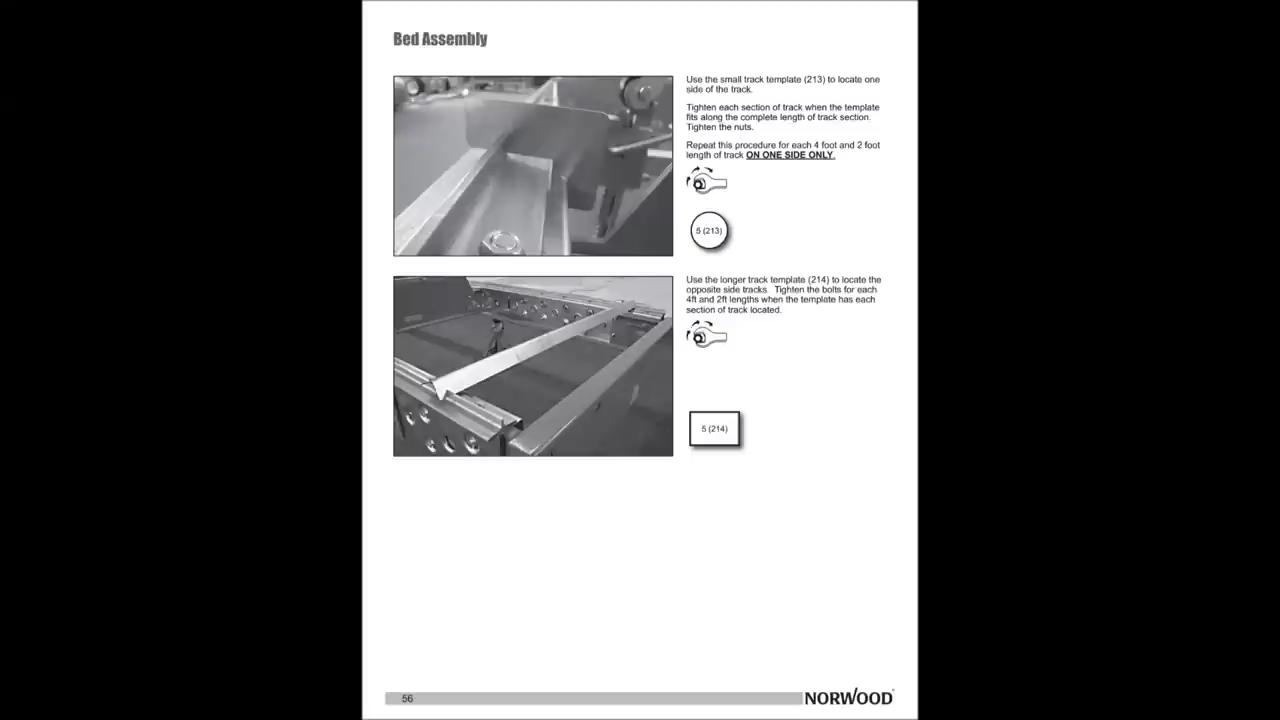 Bed Assembly
Use the small track template (213) to locate one
side of the track.
Tighten each section of track when the template
fits along the complete length of track section.
Tighten the nuts.
Repeat this procedure for each 4 foot and 2 foot
length of track ON ONE SIDE ONLY.
5 (213)
Use the longer track template (214) to locate the
opposite side tracks.  Tighten the bolts for each
4ft and 2ft lengths when the template has each
section of track located.
5 (214)
56
NORWOOD